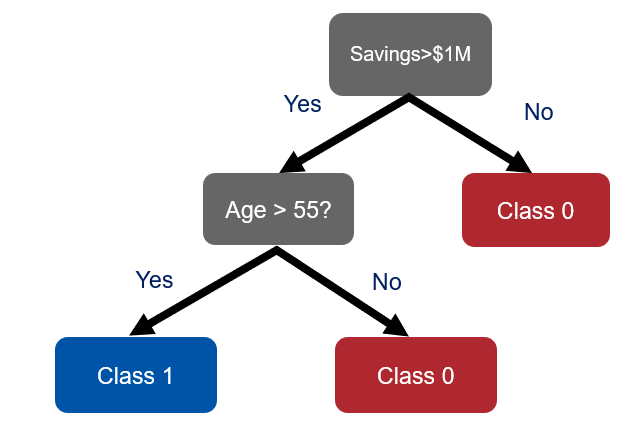 Savings>$1M
Yes
No
Age > 55?
Class 0
Yes
No
Class 1
Class 0